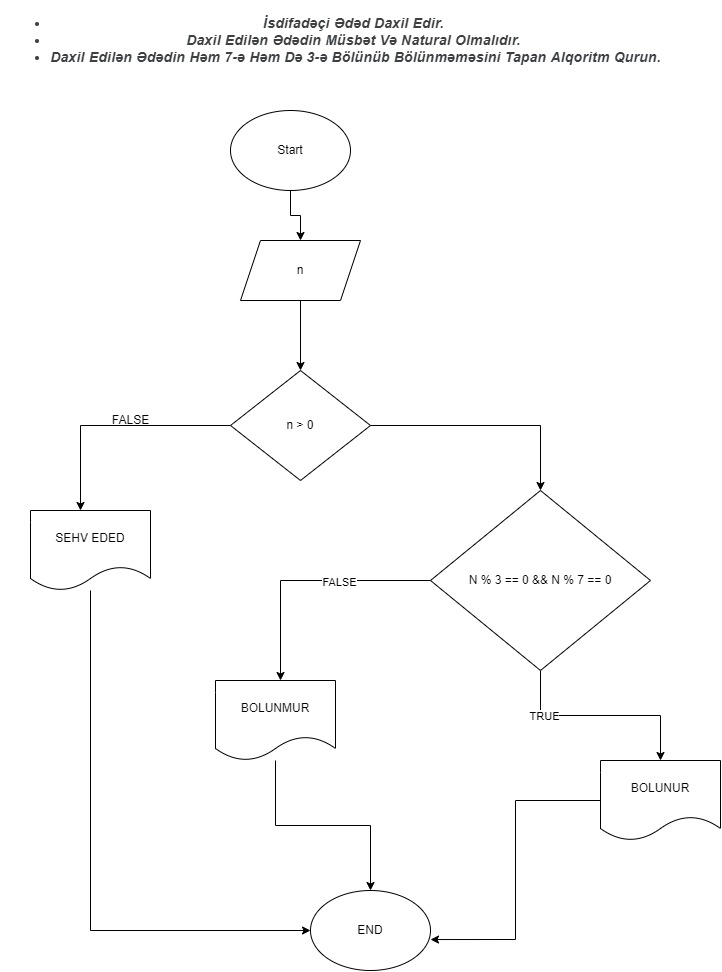 İsdifadəçi Ədəd Daxil Edir.
Daxil Edilən Ədədin Müsbət Və Natural Olmalıdır.
Daxil Edilən Ədədin Həm 7-ə Həm Də 3-ə Bölünüb Bölünməməsini Tapan Alqoritm Qurun.
Start
n
n > 0
FALSE
SEHV EDED
N % 3 == 0 && N % 7 == 0
FALSE
BOLUNMUR
TRUE
BOLUNUR
END